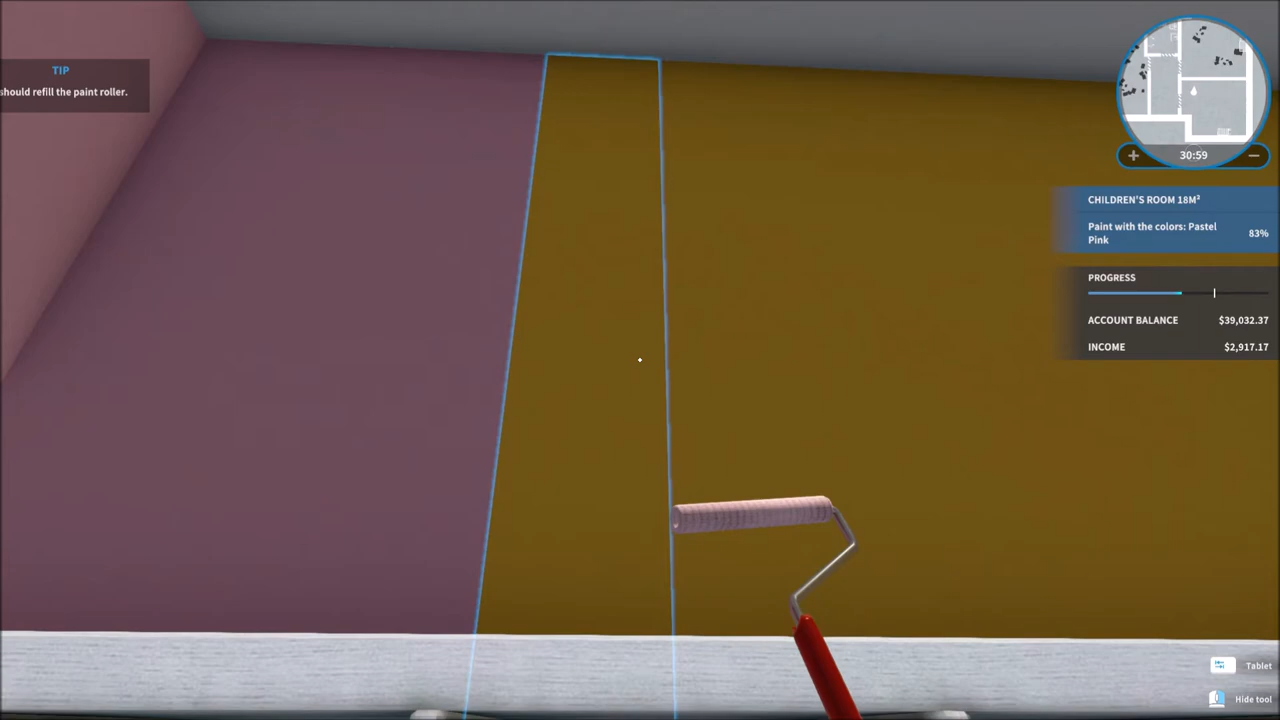 TIP
should refill the paint roller.
+ 30:59 −
CHILDREN'S ROOM 18M²
Paint with the colors: Pastel
Pink
83%
PROGRESS
ACCOUNT BALANCE $39,032.37
INCOME $2,917.17
Tablet
Hide tool